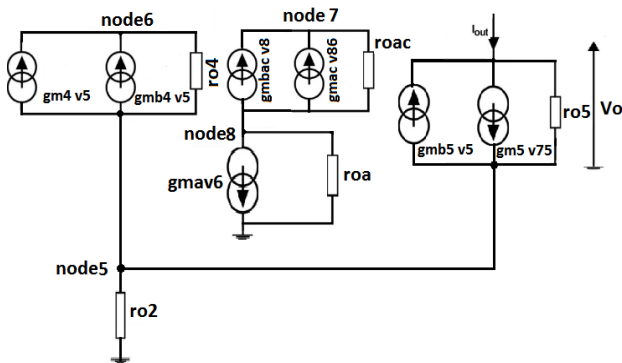 node6
node 7
Iout
ro4
gmbac v8
gmac v86
roac
gm4 v5
gmb4 v5
Vo
ro5
node8
gmb5 v5
gm5 v75
gmav6
roa
node5
ro2